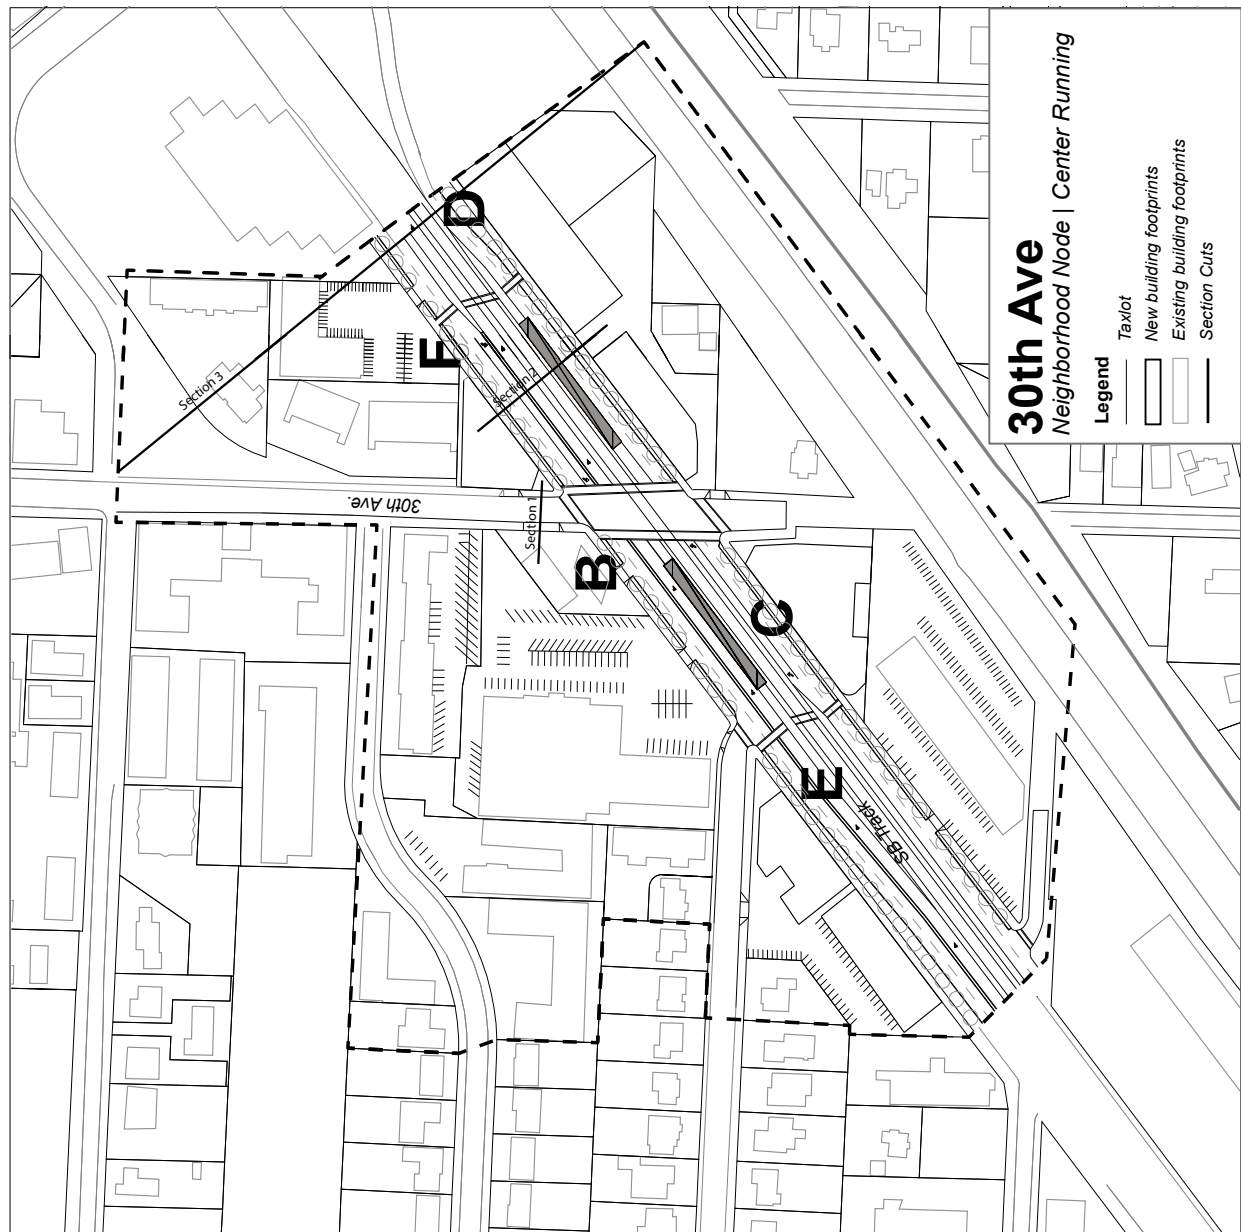 30th Ave
Neighborhood Node | Center Running
Legend
Taxlot
New building footprints
Existing building footprints
Section Cuts
Section 3
Section 2
Section 1
30th Ave.
SB Track
D
F
B
C
E